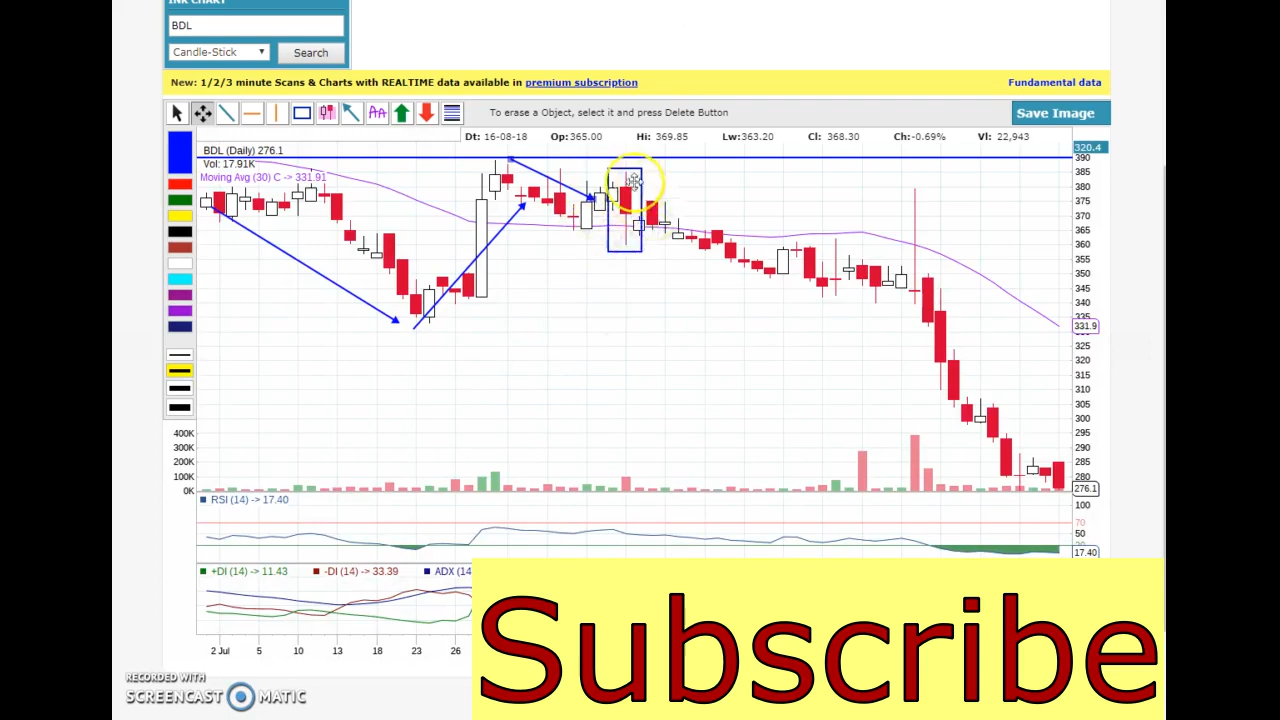 INK CHART
BDL
Candle-Stick
Search
New: 1/2/3 minute Scans & Charts with REALTIME data available in premium subscription
Fundamental data
To erase a Object, select it and press Delete Button
Save Image
Dt: 16-08-18 Op:365.00 Hi: 369.85 Lw:363.20 Cl: 368.30 Ch:-0.69% Vl: 22,943
BDL (Daily) 276.1
Vol: 17.91K
Moving Avg (30) C -> 331.91
320.4
390
385
380
375
370
365
360
355
350
345
340
335
331.9
325
320
315
310
305
300
295
290
285
280
276.1
400K
300K
200K
100K
0K
RSI (14) -> 17.40
100
70
50
17.40
+DI (14) -> 11.43
-DI (14) -> 33.39
ADX (14
2 Jul 5 10 13 18 23 26
Subscribe
RECORDED WITH
SCREENCAST MATIC